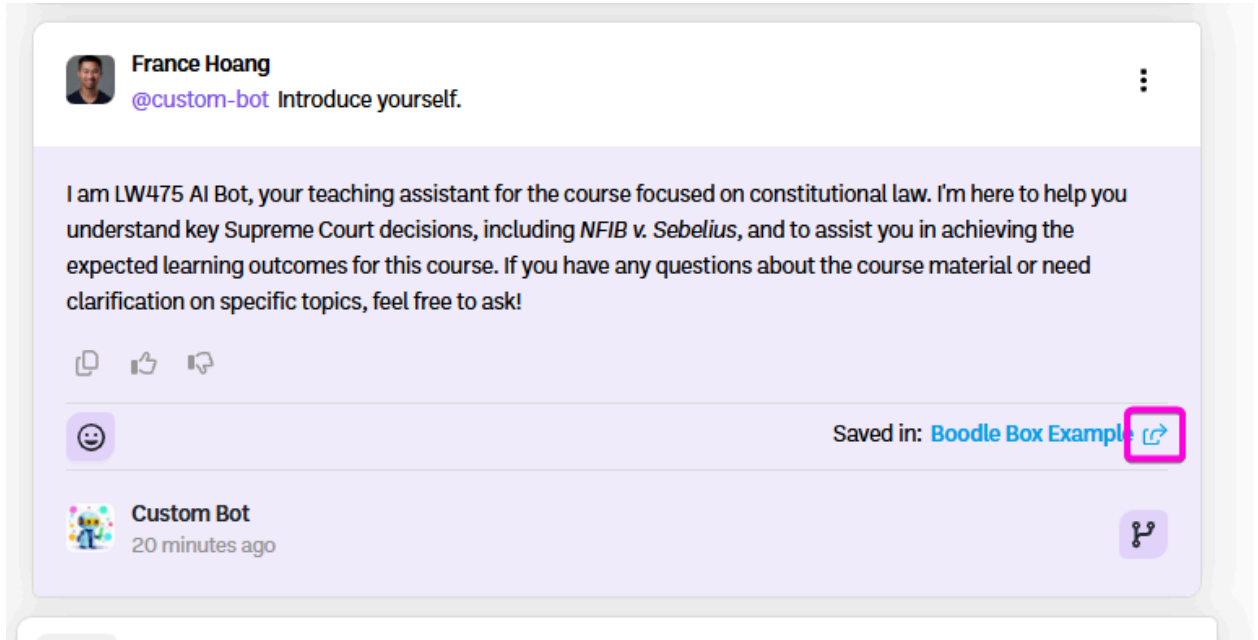 France Hoang
@custom-bot Introduce yourself.
I am LW475 AI Bot, your teaching assistant for the course focused on constitutional law. I'm here to help you
understand key Supreme Court decisions, including NFIB v. Sebelius, and to assist you in achieving the
expected learning outcomes for this course. If you have any questions about the course material or need
clarification on specific topics, feel free to ask!
Saved in: Boodle Box Example
Custom Bot
20 minutes ago